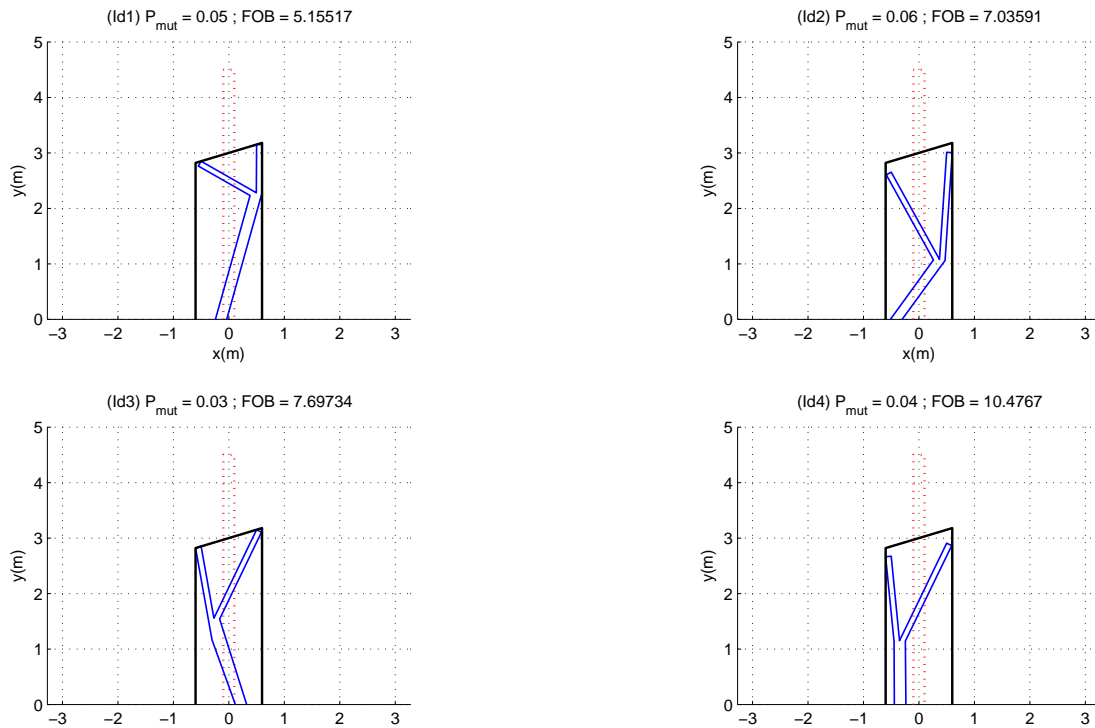 (Id1) P_mut = 0.05 ; FOB = 5.15517
5
4
3
2
1
0
y(m)
−3 −2 −1 0 1 2 3
x(m)
(Id2) P_mut = 0.06 ; FOB = 7.03591
5
4
3
2
1
0
y(m)
−3 −2 −1 0 1 2 3
x(m)
(Id3) P_mut = 0.03 ; FOB = 7.69734
5
4
3
2
1
0
y(m)
−3 −2 −1 0 1 2 3
(Id4) P_mut = 0.04 ; FOB = 10.4767
5
4
3
2
1
0
y(m)
−3 −2 −1 0 1 2 3